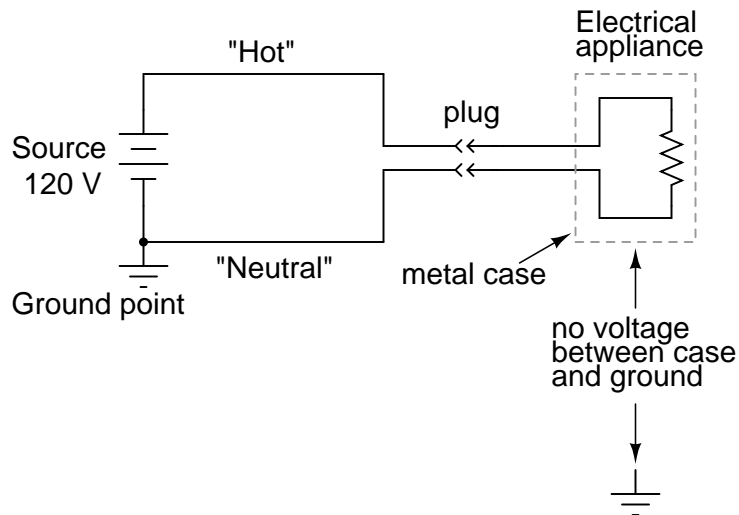 Electrical
appliance
"Hot"
plug
Source
120 V
"Neutral"
metal case
Ground point
no voltage
between case
and ground